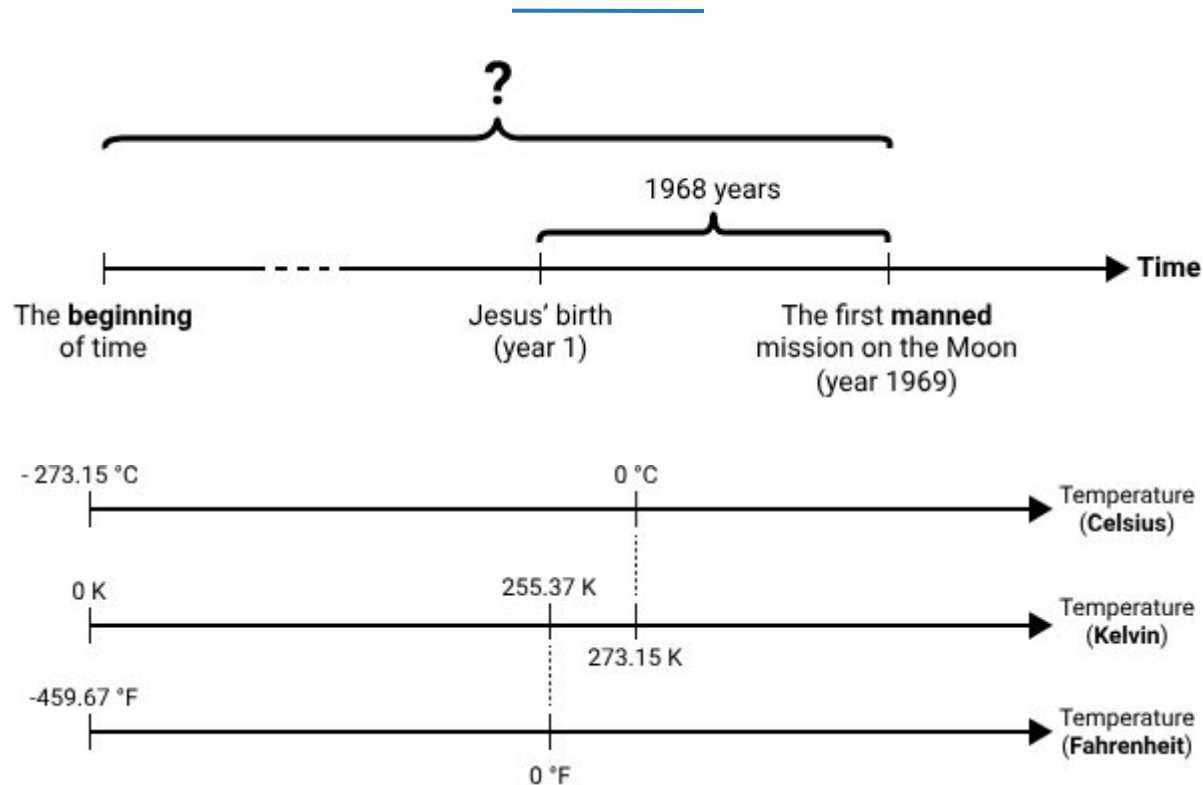 ?
1968 years
Time
The beginning
of time
Jesus' birth
(year 1)
The first manned
mission on the Moon
(year 1969)
- 273.15 °C
0 °C
Temperature
(Celsius)
0 K
255.37 K
273.15 K
Temperature
(Kelvin)
-459.67 °F
0 °F
Temperature
(Fahrenheit)